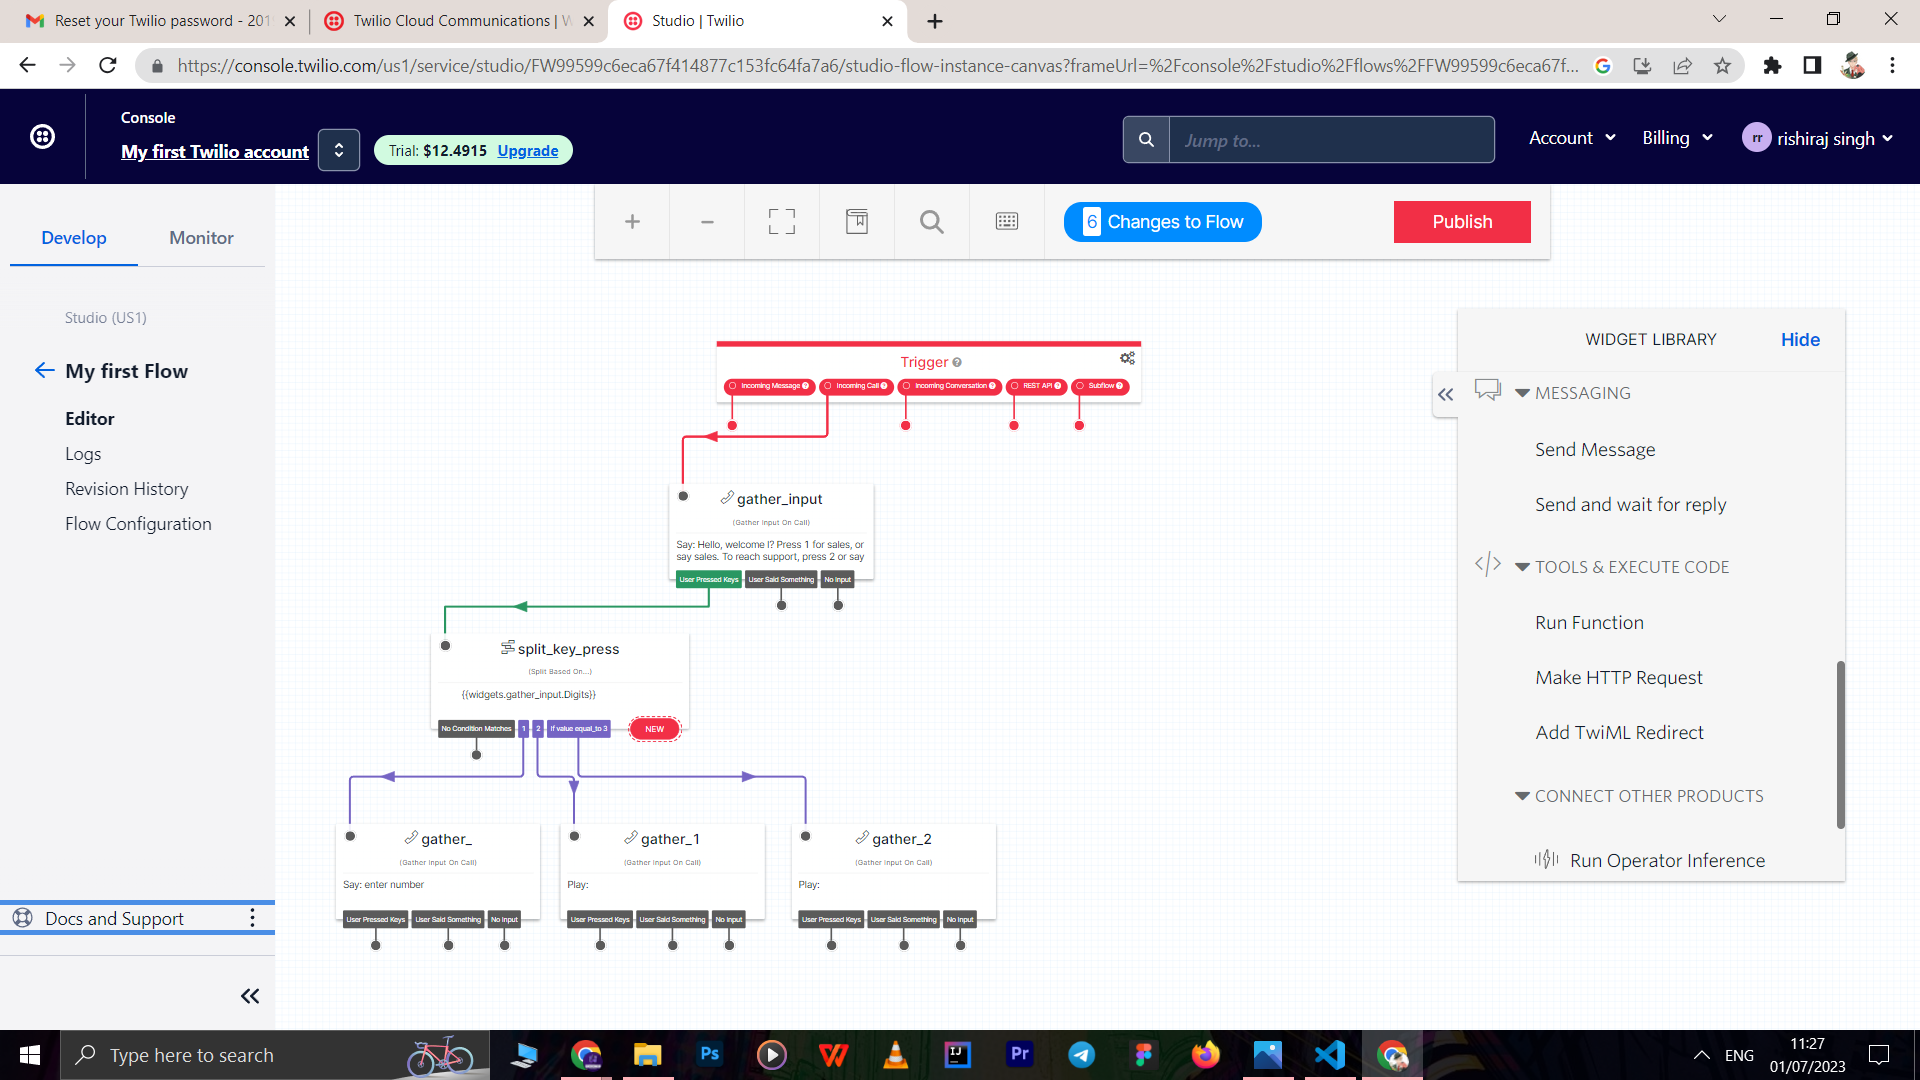 Reset your Twilio password - 201
Twilio Cloud Communications | W
Studio | Twilio
https://console.twilio.com/us1/service/studio/FW99599c6eca67f414877c153fc64fa7a6/studio-flow-instance-canvas?frameUrl=%2Fconsole%2Fstudio%2Fflows%2FFW99599c6eca67f...
Console
My first Twilio account
Trial: $12.4915 Upgrade
Jump to...
Account
Billing
rr
rishiraj singh
Develop
Monitor
6 Changes to Flow
Publish
Studio (US1)
My first Flow
Editor
Logs
Revision History
Flow Configuration
Docs and Support
Trigger
Incoming Message
Incoming Call
Incoming Conversation
REST API
Subflow
gather_input
(Gather Input On Call)
Say: Hello, welcome I? Press 1 for sales, or
say sales. To reach support, press 2 or say
User Pressed Keys
User Said Something
No Input
split_key_press
(Split Based On...)
{{widgets.gather_input.Digits}}
No Condition Matches
1
2
If value equal_to 3
NEW
gather_
(Gather Input On Call)
Say: enter number
User Pressed Keys
User Said Something
No Input
gather_1
(Gather Input On Call)
Play:
User Pressed Keys
User Said Something
No Input
gather_2
(Gather Input On Call)
Play:
User Pressed Keys
User Said Something
No Input
WIDGET LIBRARY
Hide
MESSAGING
Send Message
Send and wait for reply
TOOLS & EXECUTE CODE
Run Function
Make HTTP Request
Add TwiML Redirect
CONNECT OTHER PRODUCTS
Run Operator Inference
Type here to search
Ps
IJ
Pr
ENG
11:27
01/07/2023